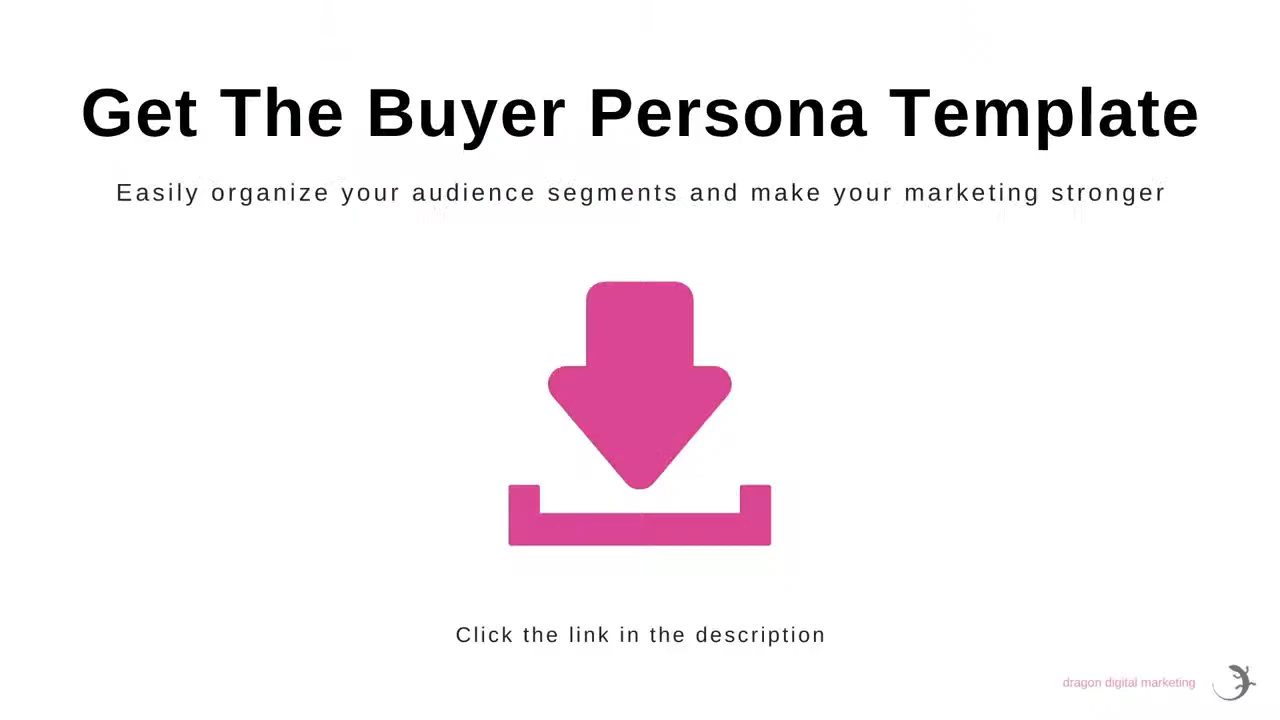 Get The Buyer Persona Template
Easily organize your audience segments and make your marketing stronger
Click the link in the description
dragon digital marketing